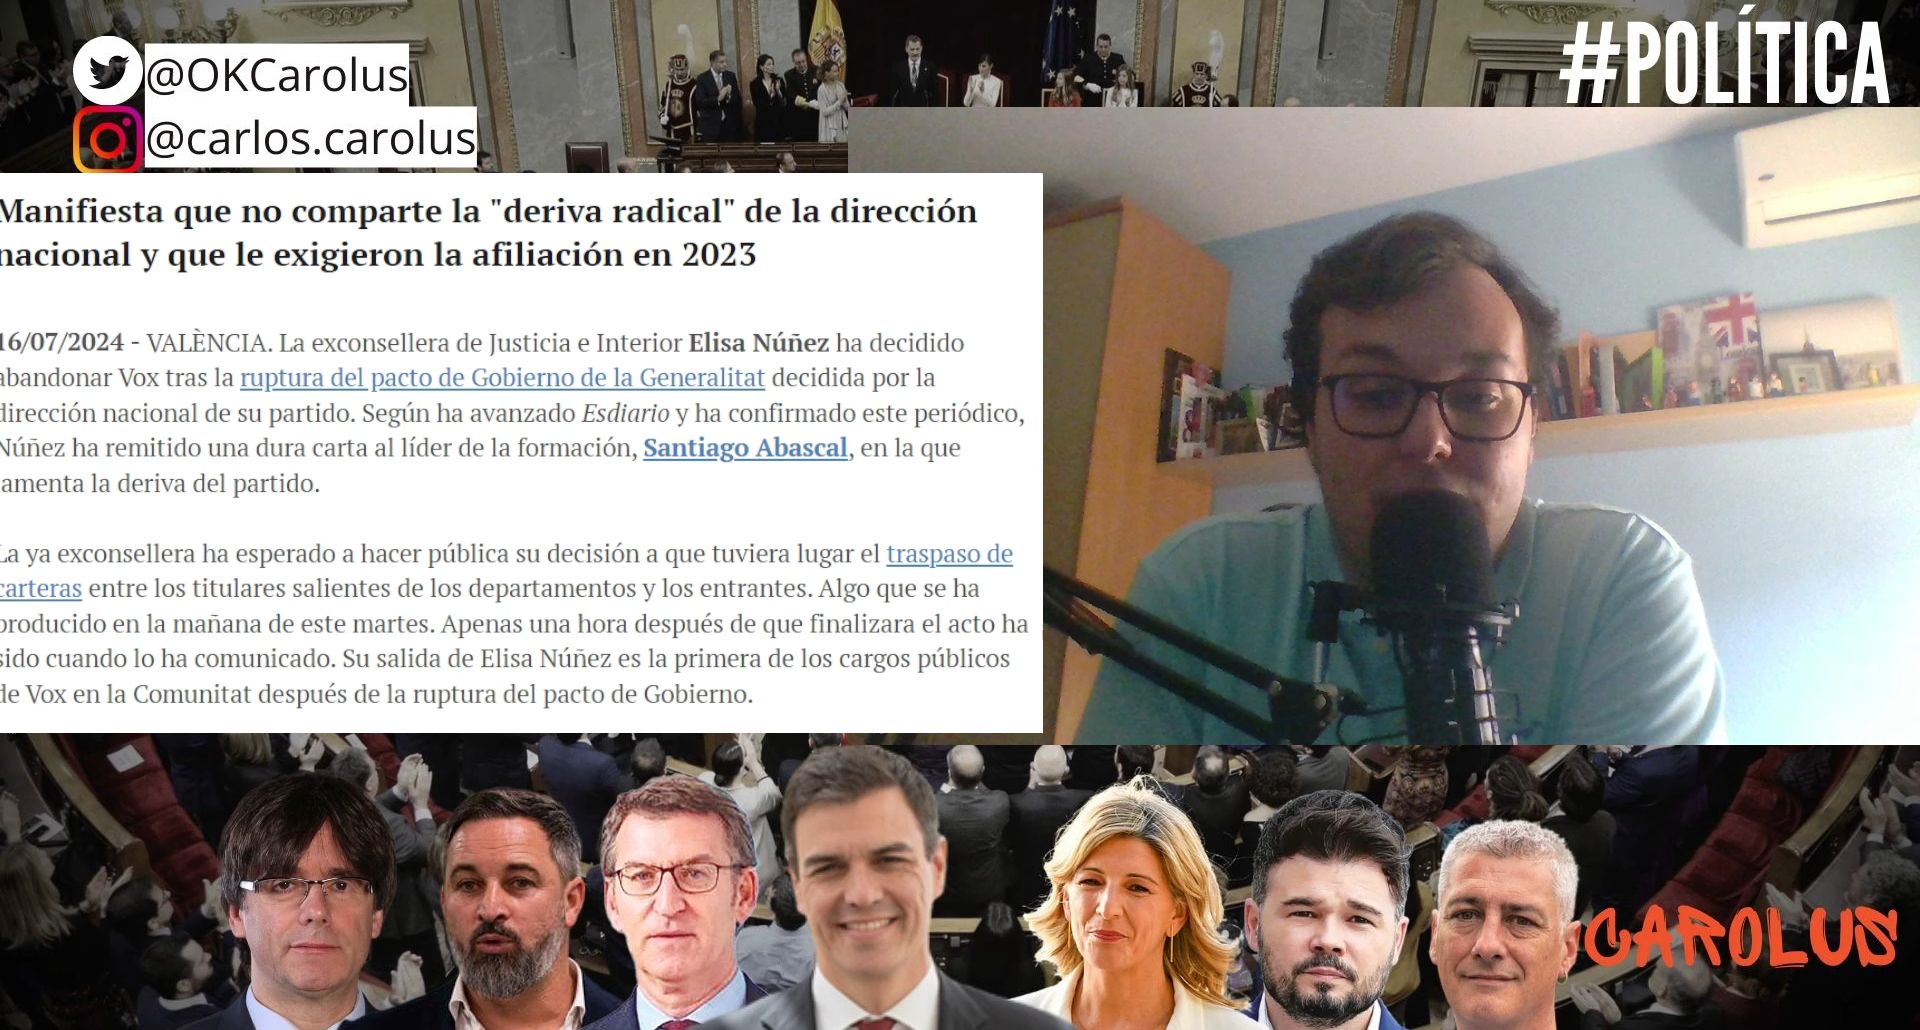 @OKCarolus
@carlos.carolus
#POLÍTICA
Manifiesta que no comparte la "deriva radical" de la dirección
nacional y que le exigieron la afiliación en 2023
16/07/2024 - VALÈNCIA. La exconsellera de Justicia e Interior Elisa Núñez ha decidido
abandonar Vox tras la ruptura del pacto de Gobierno de la Generalitat decidida por la
dirección nacional de su partido. Según ha avanzado Esdiario y ha confirmado este periódico,
Núñez ha remitido una dura carta al líder de la formación, Santiago Abascal, en la que
lamenta la deriva del partido.
La ya exconsellera ha esperado a hacer pública su decisión a que tuviera lugar el traspaso de
carteras entre los titulares salientes de los departamentos y los entrantes. Algo que se ha
producido en la mañana de este martes. Apenas una hora después de que finalizara el acto ha
sido cuando lo ha comunicado. Su salida de Elisa Núñez es la primera de los cargos públicos
de Vox en la Comunitat después de la ruptura del pacto de Gobierno.
CAROLUS